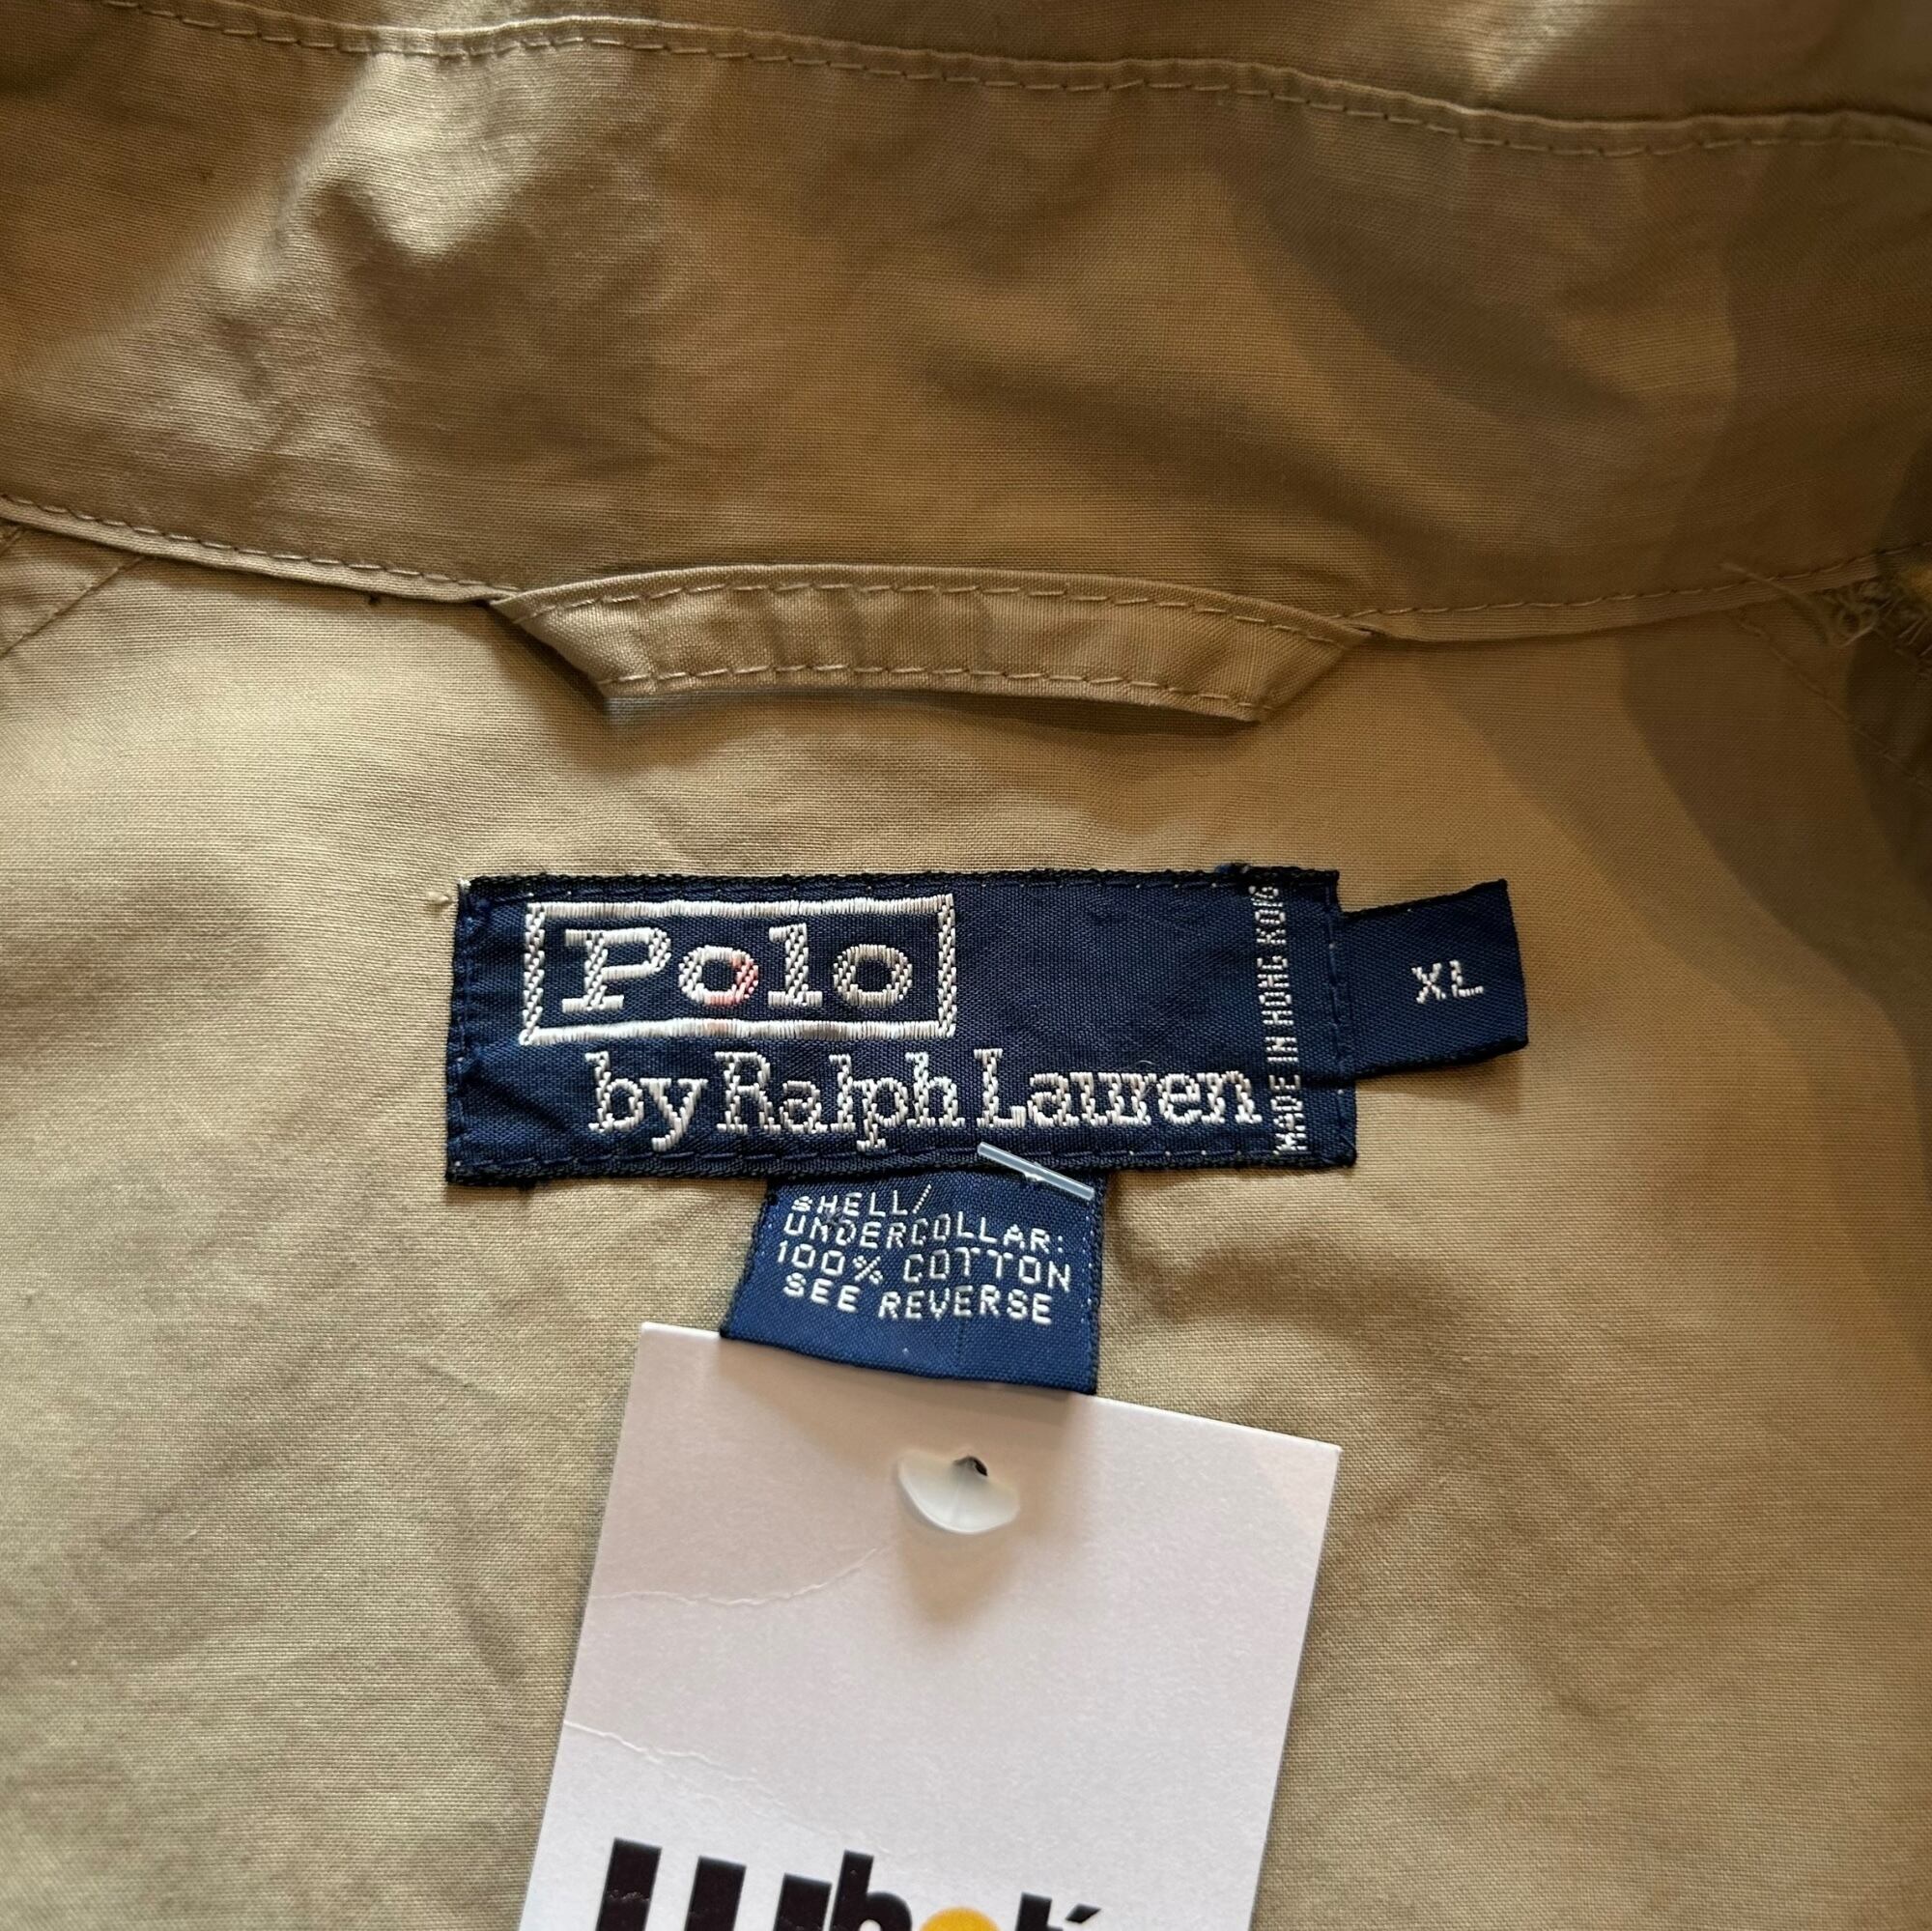 Polo
by Ralph Lauren
MADE IN HONG KONG
XL
SHELL/
UNDERCOLLAR:
100% COTTON
SEE REVERSE